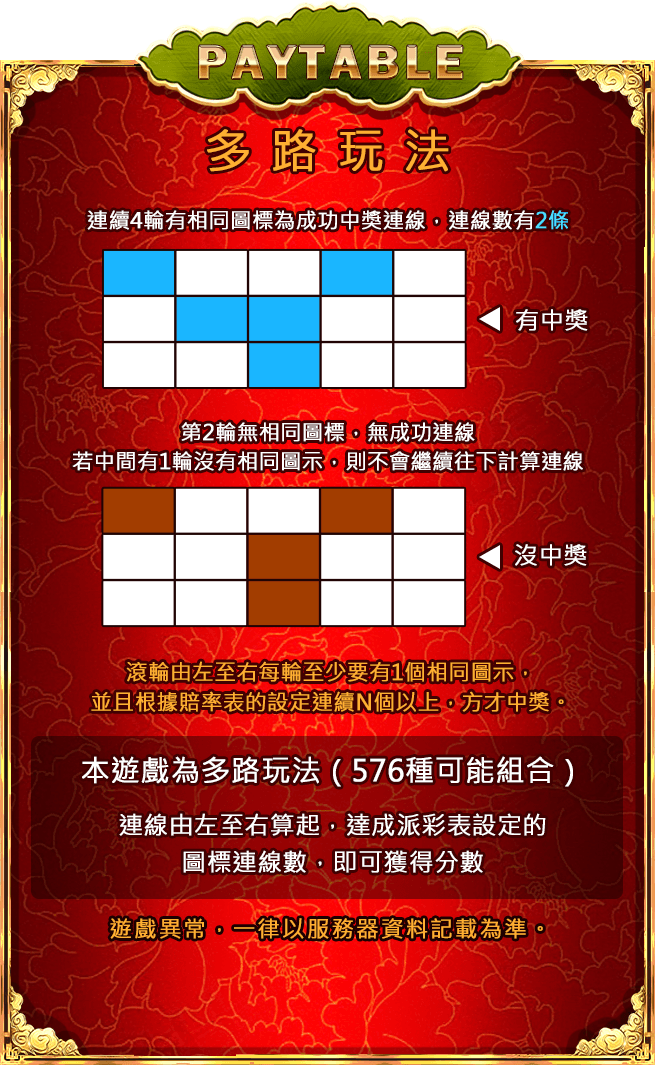 PAYTABLE
多路玩法
連續4輪有相同圖標為成功中獎連線，連線數有2條
有中獎
第2輪無相同圖標，無成功連線
若中間有1輪沒有相同圖示，則不會繼續往下計算連線
沒中獎
滾輪由左至右每輪至少要有1個相同圖示，
並且根據賠率表的設定連續N個以上，方才中獎。
本遊戲為多路玩法（576種可能組合）
連線由左至右算起，達成派彩表設定的
圖標連線數，即可獲得分數
遊戲異常，一律以服務器資料記載為準。